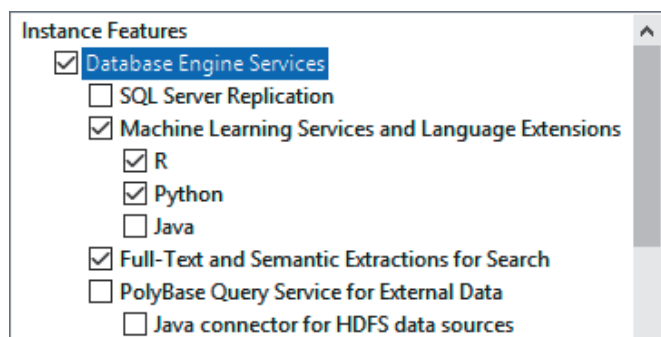 Instance Features
Database Engine Services
SQL Server Replication
Machine Learning Services and Language Extensions
R
Python
Java
Full-Text and Semantic Extractions for Search
PolyBase Query Service for External Data
Java connector for HDFS data sources